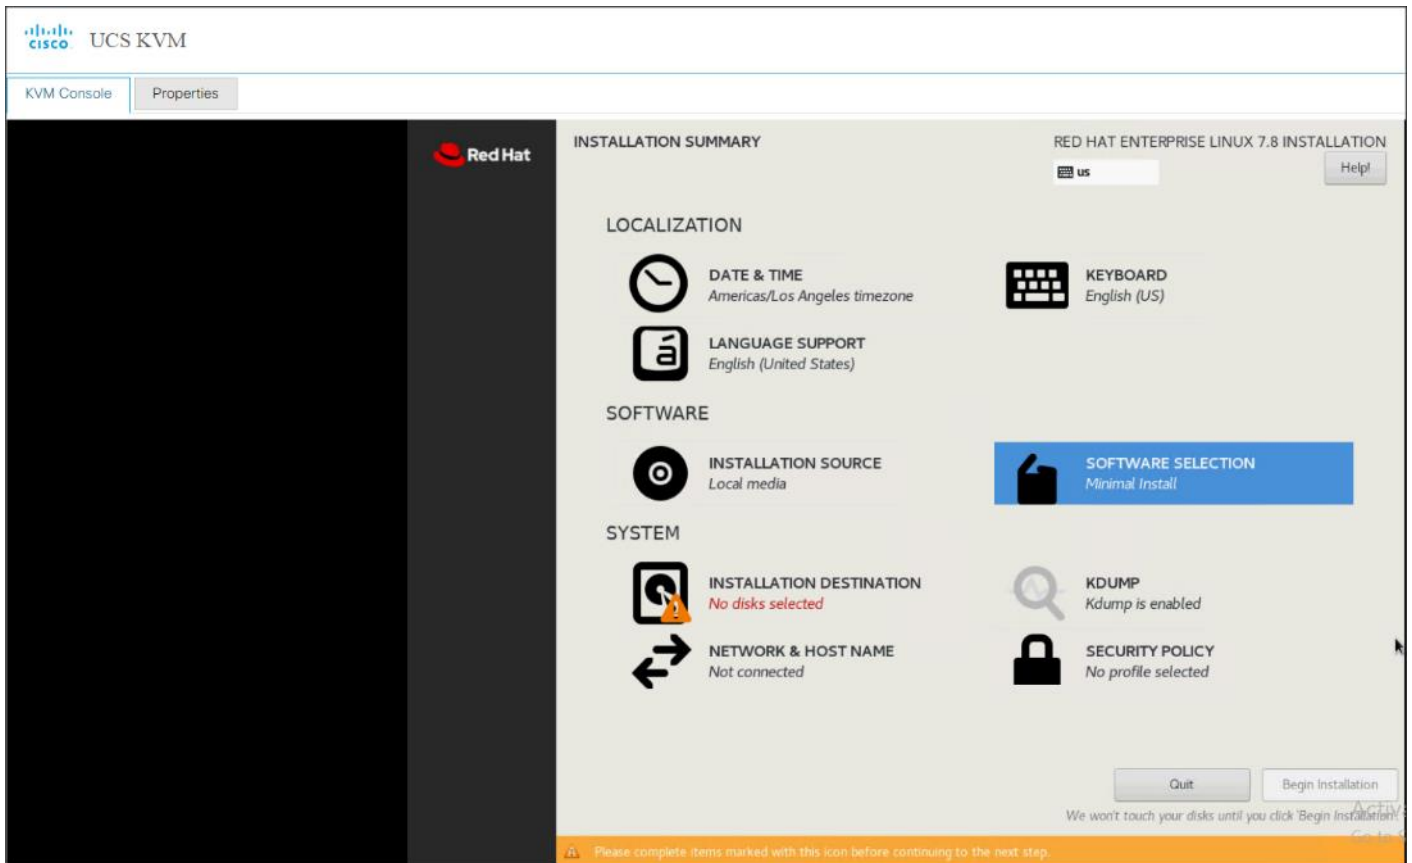 CISCO UCS KVM
KVM Console Properties
Red Hat
INSTALLATION SUMMARY
RED HAT ENTERPRISE LINUX 7.8 INSTALLATION
us
Help!
LOCALIZATION
DATE & TIME
Americas/Los Angeles timezone
KEYBOARD
English (US)
LANGUAGE SUPPORT
English (United States)
SOFTWARE
INSTALLATION SOURCE
Local media
SOFTWARE SELECTION
Minimal Install
SYSTEM
INSTALLATION DESTINATION
No disks selected
KDUMP
Kdump is enabled
NETWORK & HOST NAME
Not connected
SECURITY POLICY
No profile selected
Quit
Begin Installation
We won't touch your disks until you click 'Begin Installation'.
Please complete items marked with this icon before continuing to the next step.